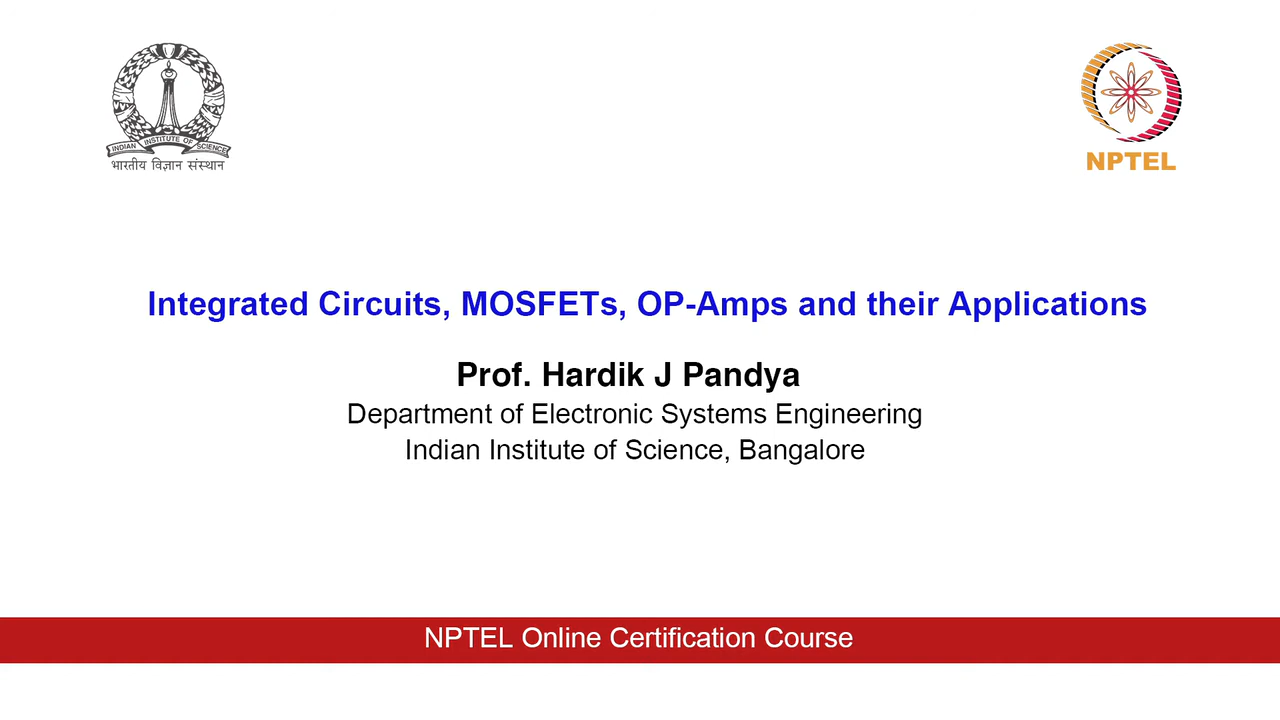 INDIAN INSTITUTE OF SCIENCE
भारतीय विज्ञान संस्थान
NPTEL
Integrated Circuits, MOSFETs, OP-Amps and their Applications
Prof. Hardik J Pandya
Department of Electronic Systems Engineering
Indian Institute of Science, Bangalore
NPTEL Online Certification Course